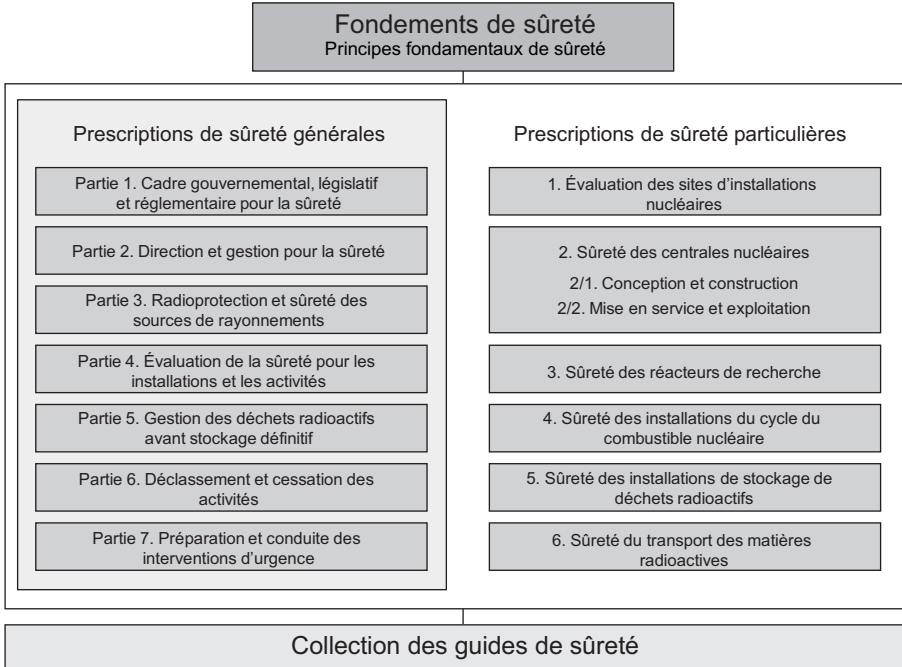 Fondements de sûreté
Principes fondamentaux de sûreté
Prescriptions de sûreté générales
Partie 1. Cadre gouvernemental, législatif
et réglementaire pour la sûreté
Partie 2. Direction et gestion pour la sûreté
Partie 3. Radioprotection et sûreté des
sources de rayonnements
Partie 4. Évaluation de la sûreté pour les
installations et les activités
Partie 5. Gestion des déchets radioactifs
avant stockage définitif
Partie 6. Déclassement et cessation des
activités
Partie 7. Préparation et conduite des
interventions d'urgence
Prescriptions de sûreté particulières
1. Évaluation des sites d'installations
nucléaires
2. Sûreté des centrales nucléaires
2/1. Conception et construction
2/2. Mise en service et exploitation
3. Sûreté des réacteurs de recherche
4. Sûreté des installations du cycle du
combustible nucléaire
5. Sûreté des installations de stockage de
déchets radioactifs
6. Sûreté du transport des matières
radioactives
Collection des guides de sûreté